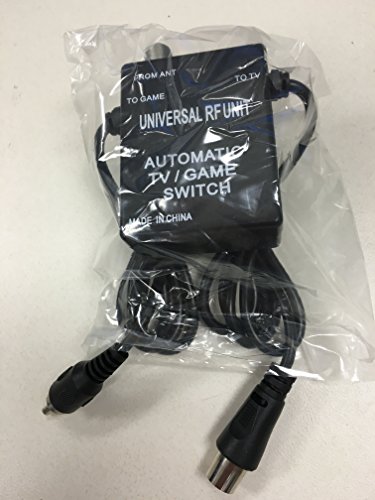 FROM ANT
TO TV
TO GAME
UNIVERSAL RF UNIT
AUTOMATIC
TV / GAME
SWITCH
MADE IN CHINA